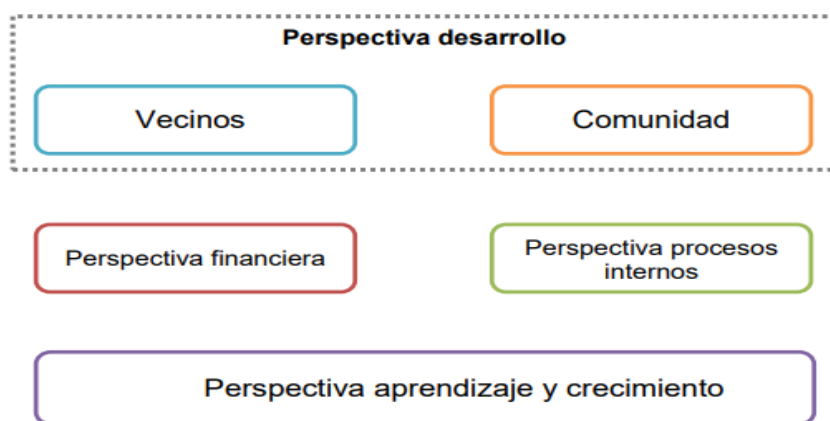 Perspectiva desarrollo
Vecinos
Comunidad
Perspectiva financiera
Perspectiva procesos
internos
Perspectiva aprendizaje y crecimiento